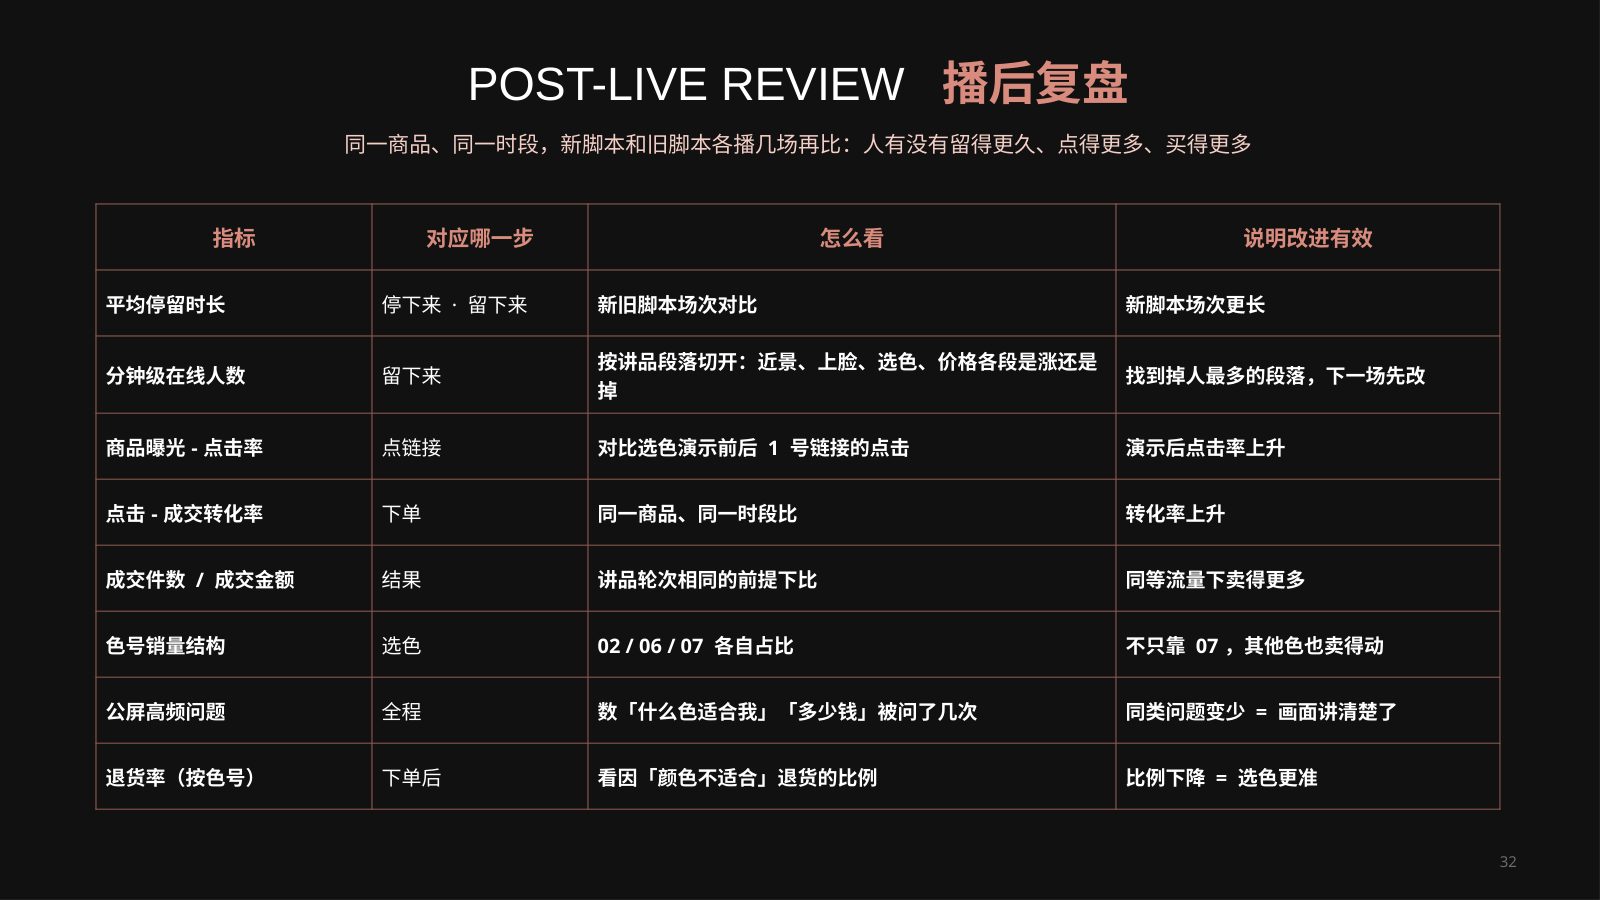 POST-LIVE REVIEW 播后复盘
同一商品、同一时段，新脚本和旧脚本各播几场再比：人有没有留得更久、点得更多、买得更多
指标 对应哪一步 怎么看 说明改进有效
平均停留时长 停下来 · 留下来 新旧脚本场次对比 新脚本场次更长
分钟级在线人数 留下来 按讲品段落切开：近景、上脸、选色、价格各段是涨还是
掉 找到掉人最多的段落，下一场先改
商品曝光 - 点击率 点链接 对比选色演示前后 1 号链接的点击 演示后点击率上升
点击 - 成交转化率 下单 同一商品、同一时段比 转化率上升
成交件数 / 成交金额 结果 讲品轮次相同的前提下比 同等流量下卖得更多
色号销量结构 选色 02 / 06 / 07 各自占比 不只靠 07 ，其他色也卖得动
公屏高频问题 全程 数「什么色适合我」「多少钱」被问了几次 同类问题变少 = 画面讲清楚了
退货率（按色号） 下单后 看因「颜色不适合」退货的比例 比例下降 = 选色更准
32